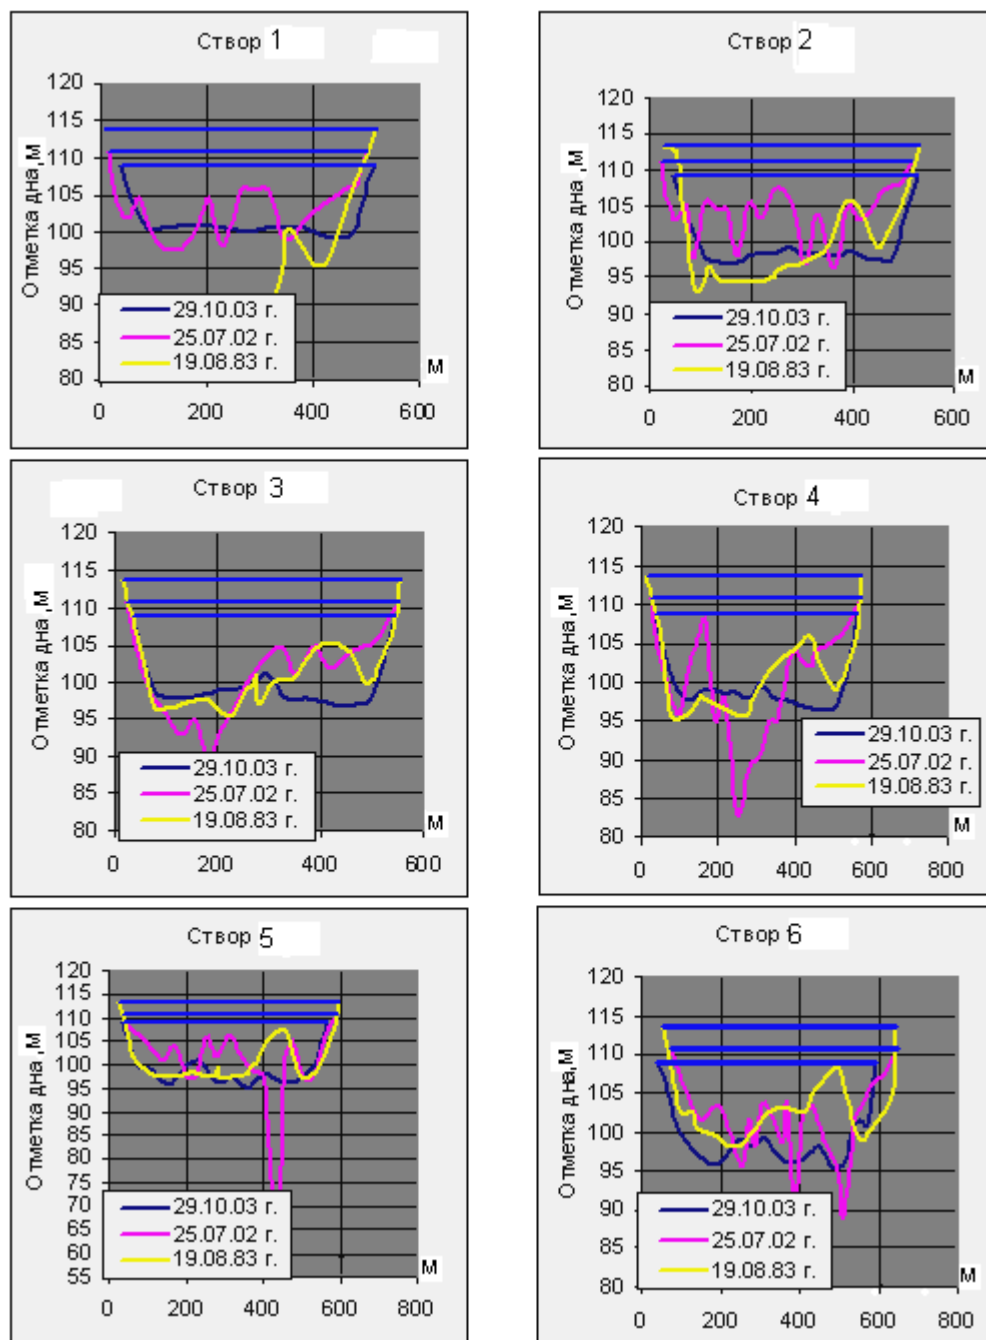 Створ 1
120
115
110
105
100
95
90
85
80
Отметка дна,м
29.10.03 г.
25.07.02 г.
19.08.83 г.
М
0 200 400 600
Створ 2
120
115
110
105
100
95
90
85
80
Отметка дна,м
29.10.03 г.
25.07.02 г.
19.08.83 г.
М
0 200 400 600
Створ 3
120
115
110
105
100
95
90
85
80
Отметка дна,м
29.10.03 г.
25.07.02 г.
19.08.83 г.
М
0 200 400 600
Створ 4
120
115
110
105
100
95
90
85
80
Отметка дна,м
29.10.03 г.
25.07.02 г.
19.08.83 г.
М
0 200 400 600 800
Створ 5
120
115
110
105
100
95
90
85
80
75
70
65
60
55
Отметка дна,м
29.10.03 г.
25.07.02 г.
19.08.83 г.
М
0 200 400 600 800
Створ 6
120
115
110
105
100
95
90
85
80
Отметка дна,м
29.10.03 г.
25.07.02 г.
19.08.83 г.
М
0 200 400 600 800